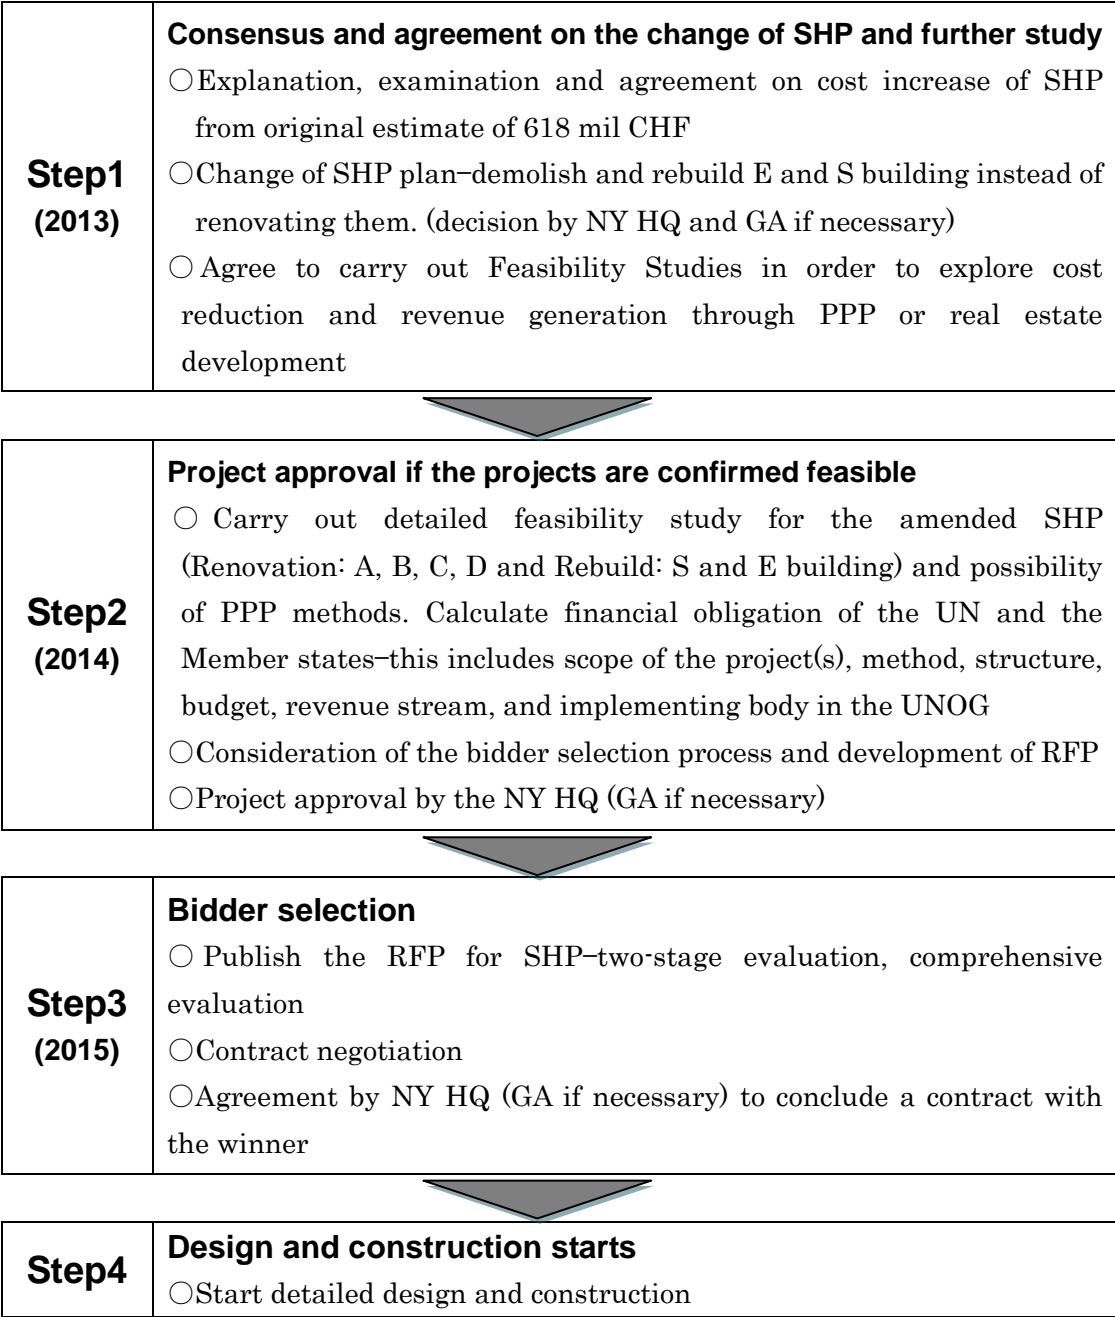 Step1
(2013)
Consensus and agreement on the change of SHP and further study
○Explanation, examination and agreement on cost increase of SHP
from original estimate of 618 mil CHF
○Change of SHP plan–demolish and rebuild E and S building instead of
renovating them. (decision by NY HQ and GA if necessary)
○ Agree to carry out Feasibility Studies in order to explore cost
reduction and revenue generation through PPP or real estate
development
Step2
(2014)
Project approval if the projects are confirmed feasible
○ Carry out detailed feasibility study for the amended SHP
(Renovation: A, B, C, D and Rebuild: S and E building) and possibility
of PPP methods. Calculate financial obligation of the UN and the
Member states–this includes scope of the project(s), method, structure,
budget, revenue stream, and implementing body in the UNOG
○Consideration of the bidder selection process and development of RFP
○Project approval by the NY HQ (GA if necessary)
Step3
(2015)
Bidder selection
○ Publish the RFP for SHP–two-stage evaluation, comprehensive
evaluation
○Contract negotiation
○Agreement by NY HQ (GA if necessary) to conclude a contract with
the winner
Step4
Design and construction starts
○Start detailed design and construction